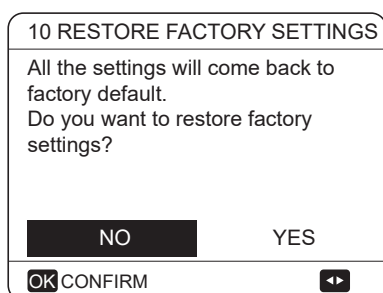 10 RESTORE FACTORY SETTINGS
All the settings will come back to
factory default.
Do you want to restore factory
settings?
NO YES
OK CONFIRM